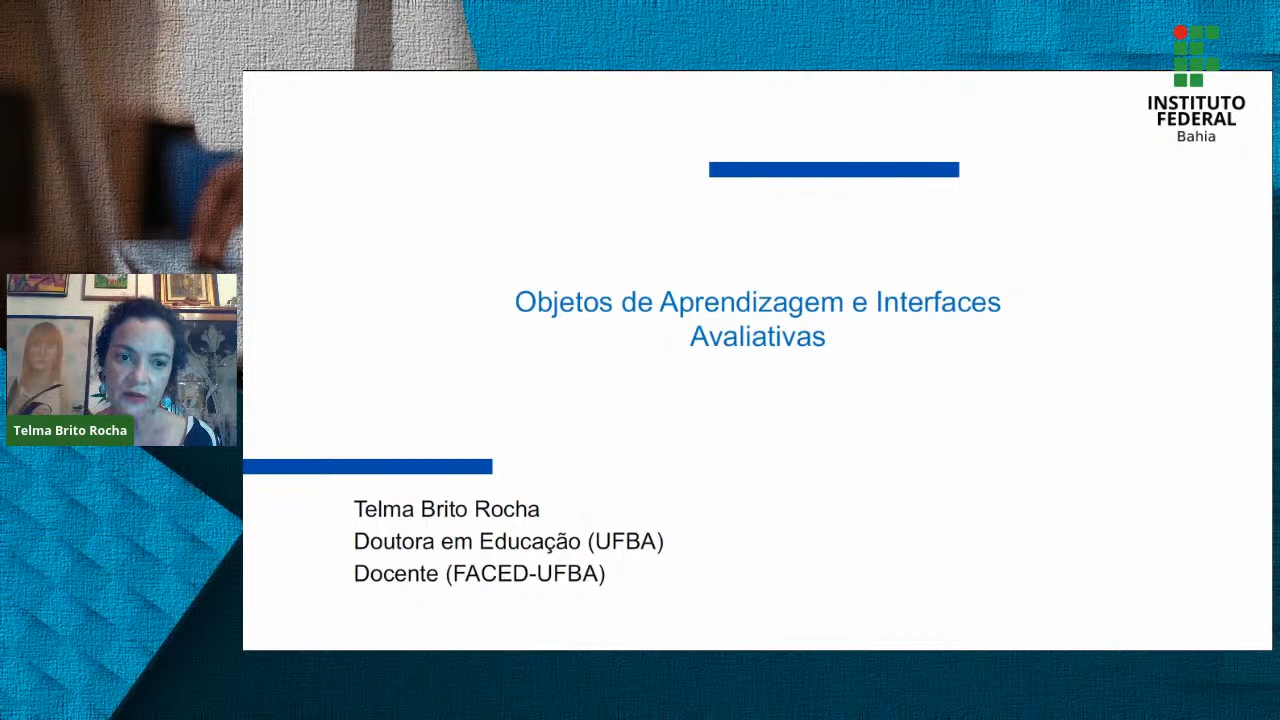 INSTITUTO
FEDERAL
Bahia
Objetos de Aprendizagem e Interfaces
Avaliativas
Telma Brito Rocha
Telma Brito Rocha
Doutora em Educação (UFBA)
Docente (FACED-UFBA)